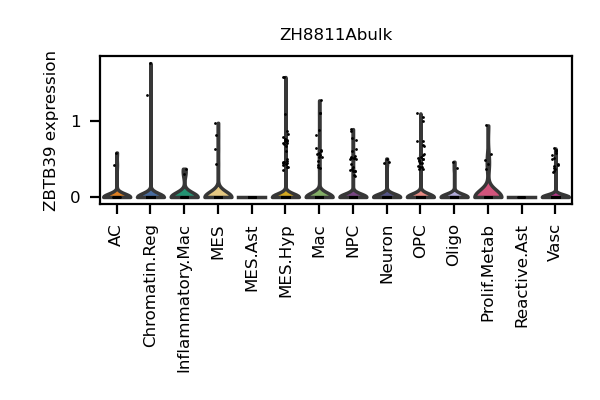 ZH8811Abulk
ZBTB39 expression
1
0
AC
Chromatin.Reg
Inflammatory.Mac
MES
MES.Ast
MES.Hyp
Mac
NPC
Neuron
OPC
Oligo
Prolif.Metab
Reactive.Ast
Vasc